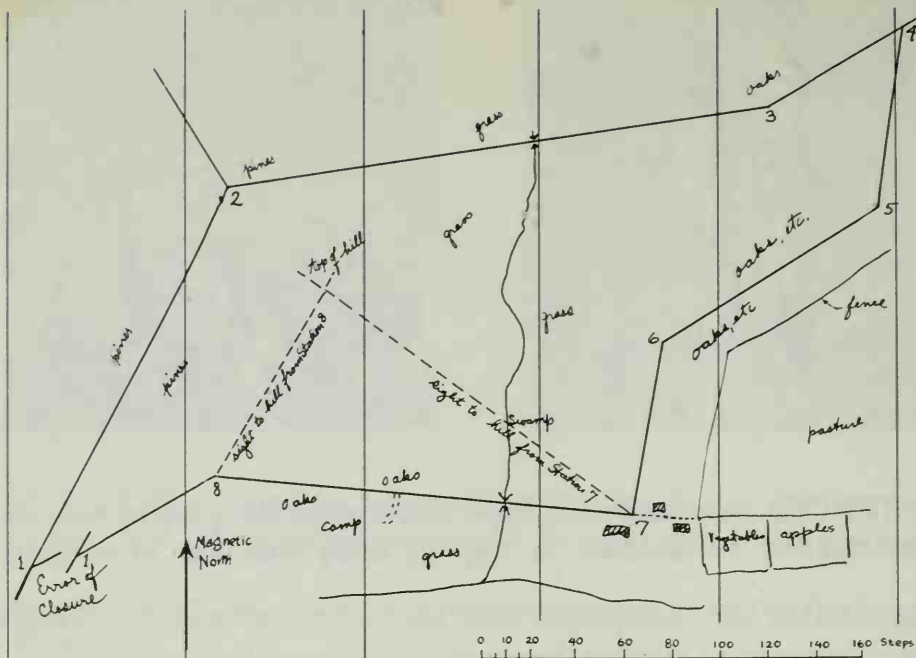 4
oaks
3
grass
pines
2
5
grass
oaks, etc.
top of hill
fence
grass
oaks, etc
6
pines
pines
sight to hill from Station 8
sight to hill from Station 7
Swamp
pasture
8
oaks
oaks
Camp
7
Vegtables
apples
Magnetic
North
grass
1
1
Error of
Closure
0 10 20 40 60 80 100 120 140 160 Steps